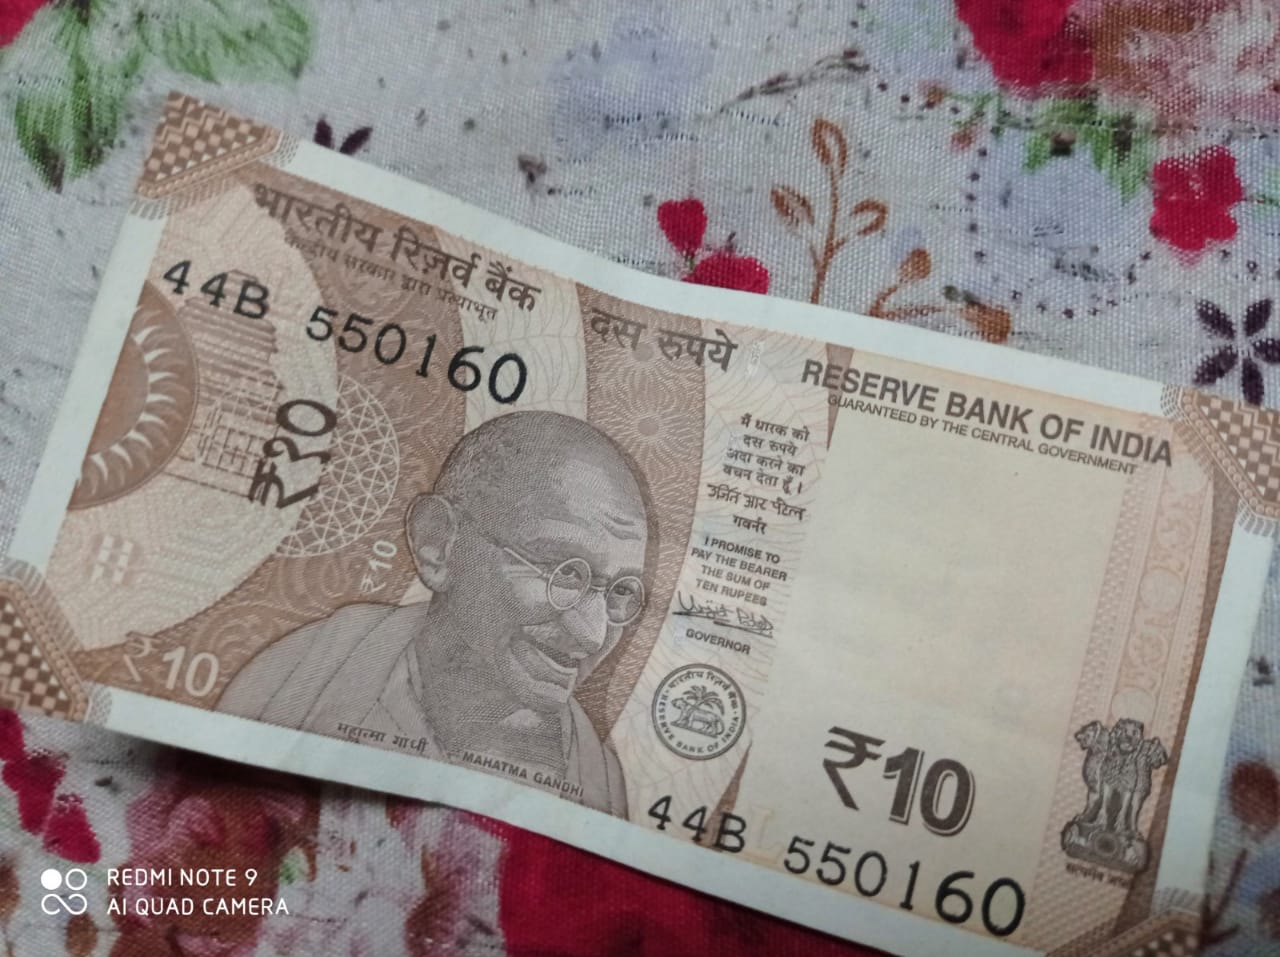 भारतीय रिज़र्व बैंक
केन्द्रीय सरकार द्वारा प्रत्याभूत
44B 550160
दस रुपये
RESERVE BANK OF INDIA
GUARANTEED BY THE CENTRAL GOVERNMENT
₹१०
मैं धारक को
दस रुपये
अदा करने का
वचन देता हूँ ।
उर्जित आर पटेल
गवर्नर
I PROMISE TO
PAY THE BEARER
THE SUM OF
TEN RUPEES
GOVERNOR
₹10
₹10
महात्मा गांधी
MAHATMA GANDHI
भारतीय रिज़र्व बैंक
RESERVE BANK OF INDIA
₹10
44B 550160
सत्यमेव जयते
REDMI NOTE 9
AI QUAD CAMERA